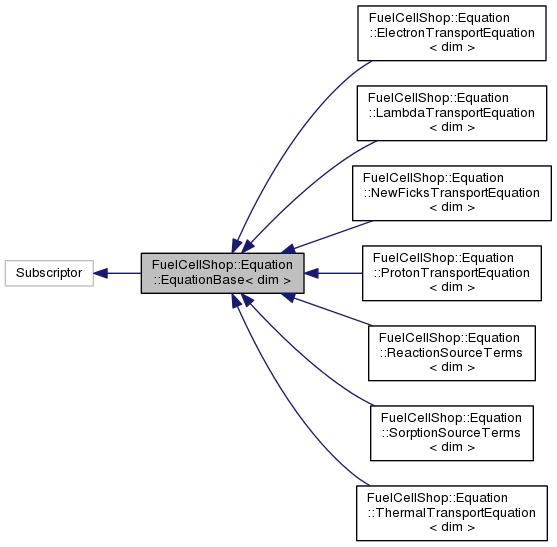 FuelCellShop::Equation
::ElectronTransportEquation
< dim >
FuelCellShop::Equation
::LambdaTransportEquation
< dim >
FuelCellShop::Equation
::NewFicksTransportEquation
< dim >
Subscriptor
FuelCellShop::Equation
::EquationBase< dim >
FuelCellShop::Equation
::ProtonTransportEquation
< dim >
FuelCellShop::Equation
::ReactionSourceTerms
< dim >
FuelCellShop::Equation
::SorptionSourceTerms
< dim >
FuelCellShop::Equation
::ThermalTransportEquation
< dim >